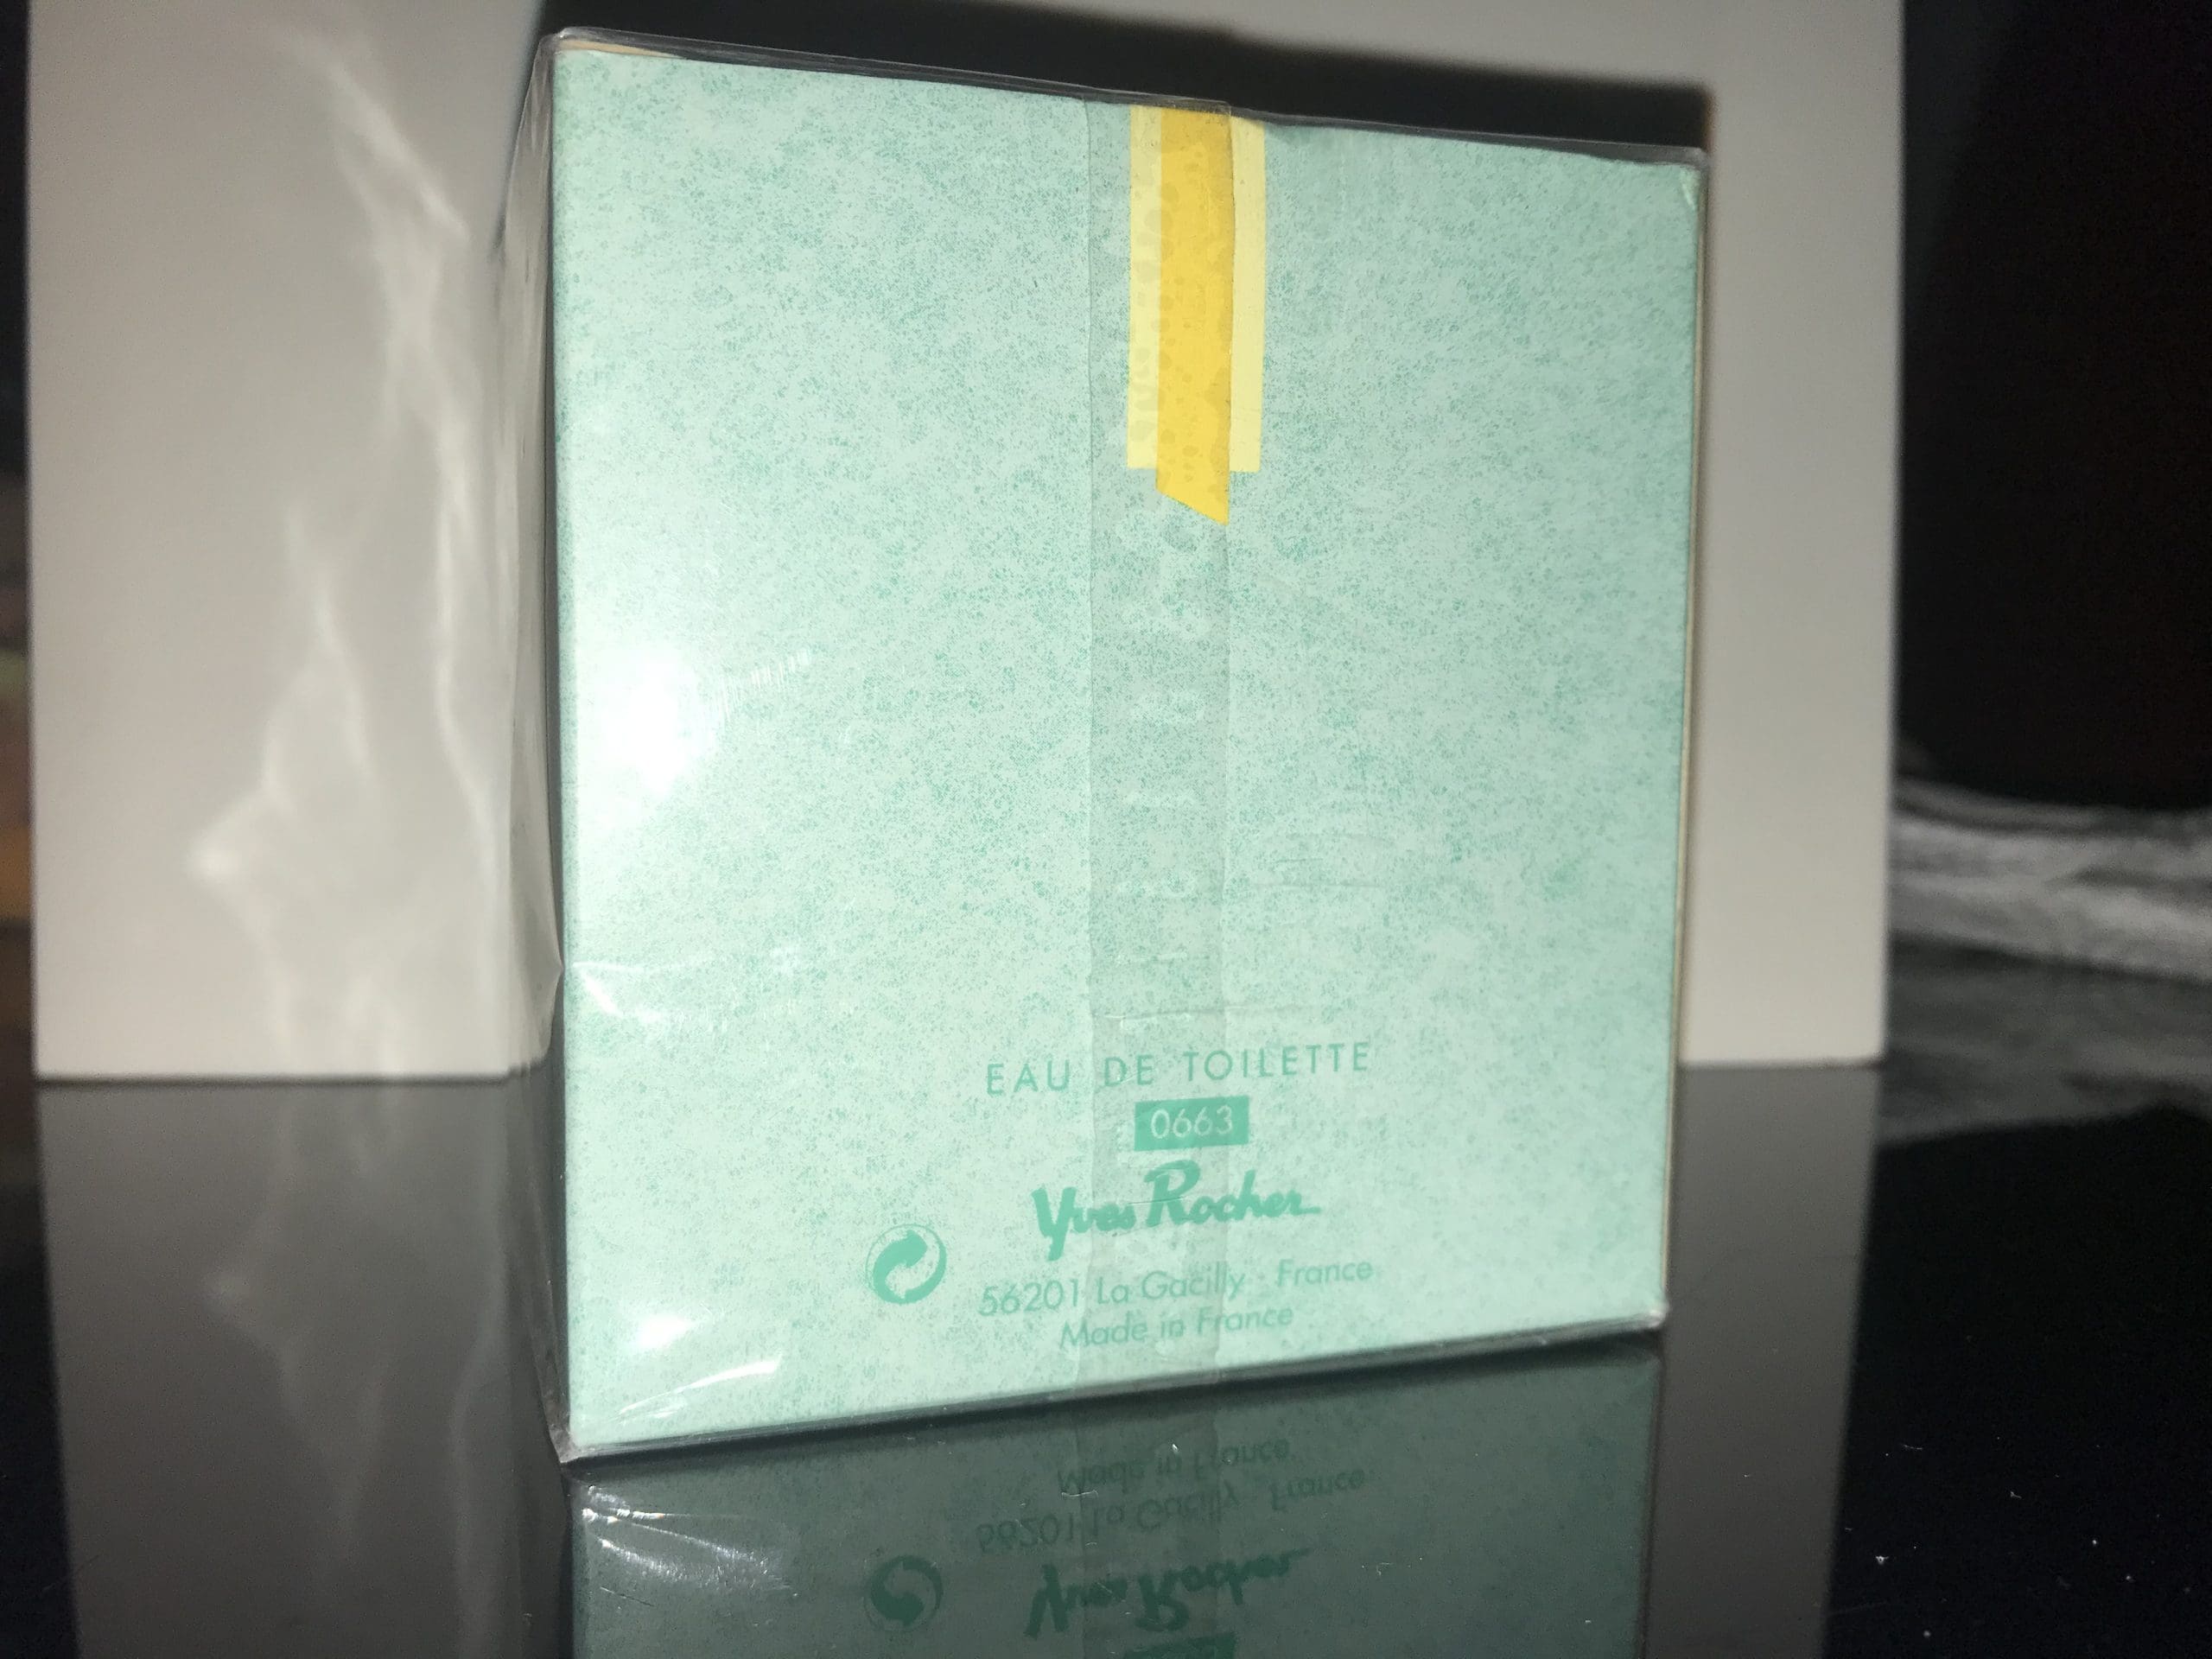 EAU DE TOILETTE
0663
Yves Rocher
56201 La Gacilly - France
Made in France